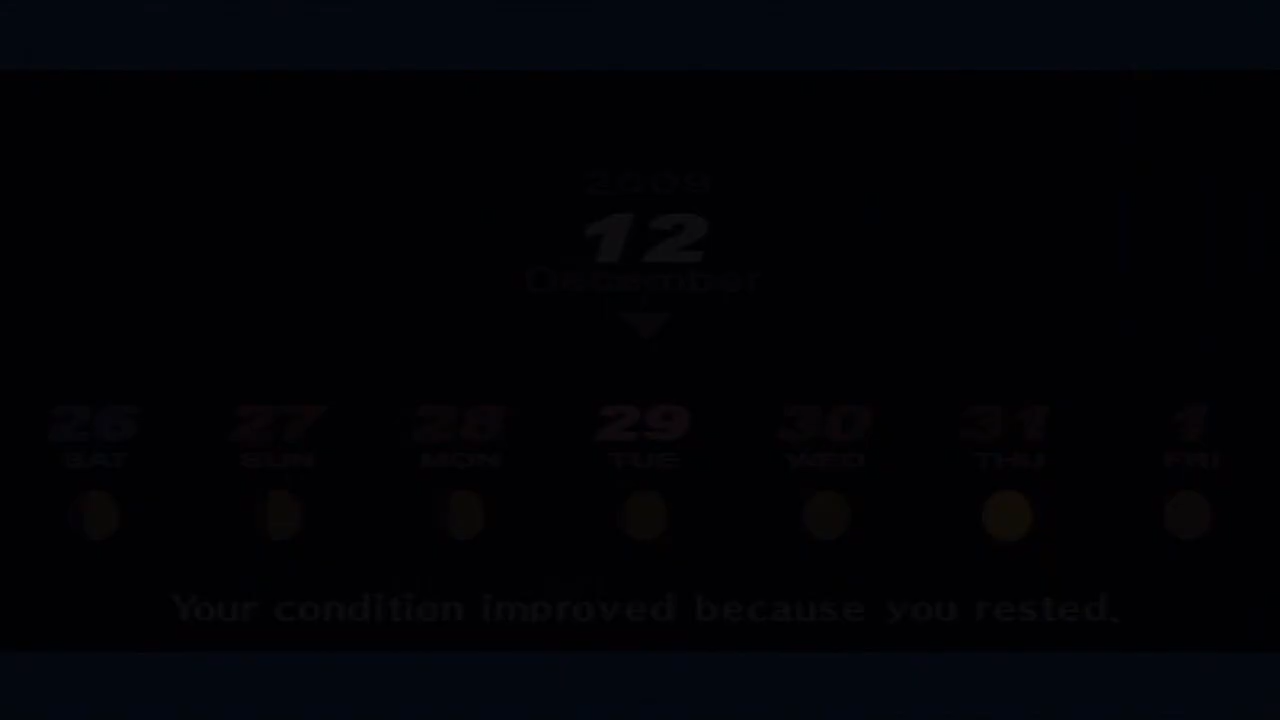 2009
12
December
26 27 28 29 30 31 1
SAT SUN MON TUE WED THU FRI
Your condition improved because you rested.